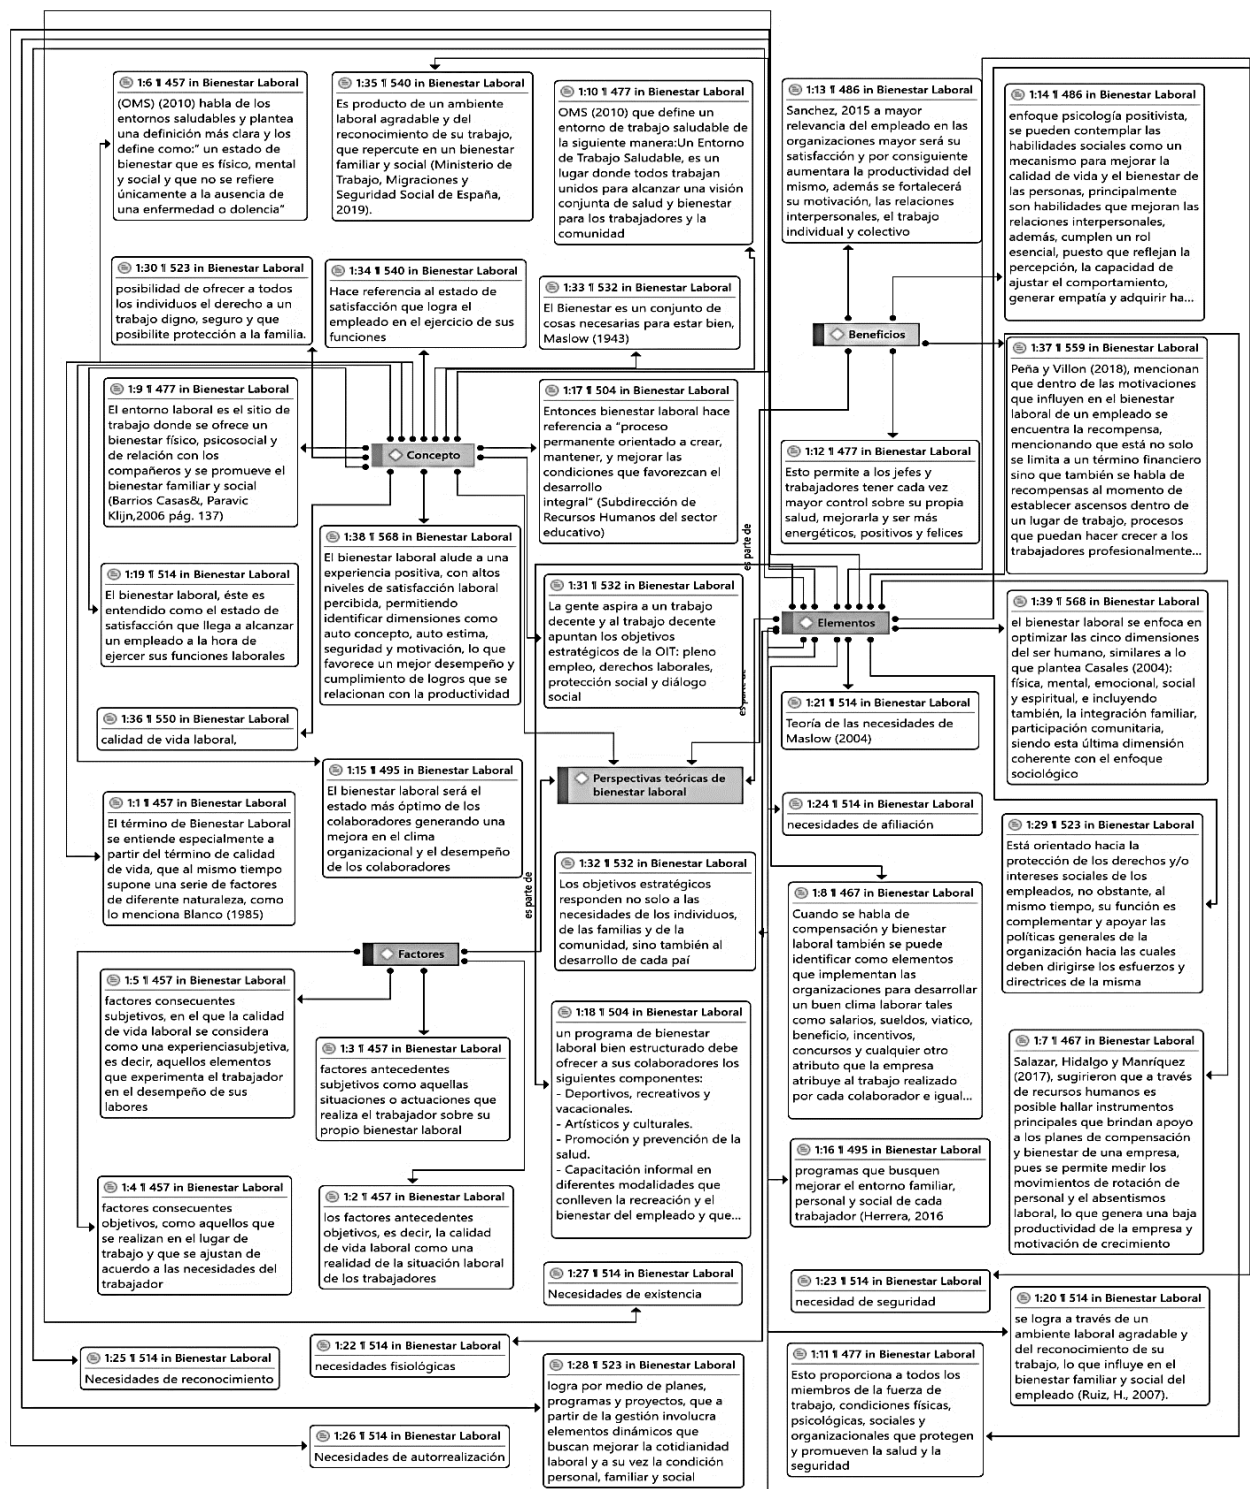 1:6 ¶ 457 in Bienestar Laboral
(OMS) (2010) habla de los
entornos saludables y plantea
una definición más clara y los
define como:” un estado de
bienestar que es físico, mental
y social y que no se refiere
únicamente a la ausencia de
una enfermedad o dolencia”
1:35 ¶ 540 in Bienestar Laboral
Es producto de un ambiente
laboral agradable y del
reconocimiento de su trabajo,
que repercute en un bienestar
familiar y social (Ministerio de
Trabajo, Migraciones y
Seguridad Social de España,
2019).
1:10 ¶ 477 in Bienestar Laboral
OMS (2010) que define un
entorno de trabajo saludable de
la siguiente manera:Un Entorno
de Trabajo Saludable, es un
lugar donde todos trabajan
unidos para alcanzar una visión
conjunta de salud y bienestar
para los trabajadores y la
comunidad
1:13 ¶ 486 in Bienestar Laboral
Sanchez, 2015 a mayor
relevancia del empleado en las
organizaciones mayor será su
satisfacción y por consiguiente
aumentara la productividad del
mismo, además se fortalecerá
su motivación, las relaciones
interpersonales, el trabajo
individual y colectivo
1:14 ¶ 486 in Bienestar Laboral
enfoque psicología positivista,
se pueden contemplar las
habilidades sociales como un
mecanismo para mejorar la
calidad de vida y el bienestar de
las personas, principalmente
son habilidades que mejoran las
relaciones interpersonales,
además, cumplen un rol
esencial, puesto que reflejan la
percepción, la capacidad de
ajustar el comportamiento,
generar empatía y adquirir ha...
1:30 ¶ 523 in Bienestar Laboral
posibilidad de ofrecer a todos
los individuos el derecho a un
trabajo digno, seguro y que
posibilite protección a la familia.
1:34 ¶ 540 in Bienestar Laboral
Hace referencia al estado de
satisfacción que logra el
empleado en el ejercicio de sus
funciones
1:33 ¶ 532 in Bienestar Laboral
El Bienestar es un conjunto de
cosas necesarias para estar bien,
Maslow (1943)
Beneficios
1:37 ¶ 559 in Bienestar Laboral
Peña y Villon (2018), mencionan
que dentro de las motivaciones
que influyen en el bienestar
laboral de un empleado se
encuentra la recompensa,
mencionando que está no solo
se limita a un término financiero
sino que también se habla de
recompensas al momento de
establecer ascensos dentro de
un lugar de trabajo, procesos
que puedan hacer crecer a los
trabajadores profesionalmente...
1:9 ¶ 477 in Bienestar Laboral
El entorno laboral es el sitio de
trabajo donde se ofrece un
bienestar físico, psicosocial y
de relación con los
compañeros y se promueve el
bienestar familiar y social
(Barrios Casas&, Paravic
Klijn,2006 pág. 137)
Concepto
1:17 ¶ 504 in Bienestar Laboral
Entonces bienestar laboral hace
referencia a “proceso
permanente orientado a crear,
mantener, y mejorar las
condiciones que favorezcan el
desarrollo
integral” (Subdirección de
Recursos Humanos del sector
educativo)
1:12 ¶ 477 in Bienestar Laboral
Esto permite a los jefes y
trabajadores tener cada vez
mayor control sobre su propia
salud, mejorarla y ser más
energéticos, positivos y felices
es parte de
1:38 ¶ 568 in Bienestar Laboral
El bienestar laboral alude a una
experiencia positiva, con altos
niveles de satisfacción laboral
percibida, permitiendo
identificar dimensiones como
auto concepto, auto estima,
seguridad y motivación, lo que
favorece un mejor desempeño y
cumplimiento de logros que se
relacionan con la productividad
1:19 ¶ 514 in Bienestar Laboral
El bienestar laboral, éste es
entendido como el estado de
satisfacción que llega a alcanzar
un empleado a la hora de
ejercer sus funciones laborales
1:31 ¶ 532 in Bienestar Laboral
La gente aspira a un trabajo
decente y al trabajo decente
apuntan los objetivos
estratégicos de la OIT: pleno
empleo, derechos laborales,
protección social y diálogo
social
es parte de
Elementos
1:39 ¶ 568 in Bienestar Laboral
el bienestar laboral se enfoca en
optimizar las cinco dimensiones
del ser humano, similares a lo
que plantea Casales (2004):
física, mental, emocional, social
y espiritual, e incluyendo
también, la integración familiar,
participación comunitaria,
siendo esta última dimensión
coherente con el enfoque
sociológico
1:21 ¶ 514 in Bienestar Laboral
Teoría de las necesidades de
Maslow (2004)
1:36 ¶ 550 in Bienestar Laboral
calidad de vida laboral,
1:15 ¶ 495 in Bienestar Laboral
El bienestar laboral será el
estado más óptimo de los
colaboradores generando una
mejora en el clima
organizacional y el desempeño
de los colaboradores
Perspectivas teóricas de
bienestar laboral
1:24 ¶ 514 in Bienestar Laboral
necesidades de afiliación
1:1 ¶ 457 in Bienestar Laboral
El término de Bienestar Laboral
se entiende especialmente a
partir del término de calidad
de vida, que al mismo tiempo
supone una serie de factores
de diferente naturaleza, como
lo menciona Blanco (1985)
es parte de
1:32 ¶ 532 in Bienestar Laboral
Los objetivos estratégicos
responden no solo a las
necesidades de los individuos,
de las familias y de la
comunidad, sino también al
desarrollo de cada paí
1:8 ¶ 467 in Bienestar Laboral
Cuando se habla de
compensación y bienestar
laboral también se puede
identificar como elementos
que implementan las
organizaciones para desarrollar
un buen clima laborar tales
como salarios, sueldos, viatico,
beneficio, incentivos,
concursos y cualquier otro
atributo que la empresa
atribuye al trabajo realizado
por cada colaborador e igual...
1:29 ¶ 523 in Bienestar Laboral
Está orientado hacia la
protección de los derechos y/o
intereses sociales de los
empleados, no obstante, al
mismo tiempo, su función es
complementar y apoyar las
políticas generales de la
organización hacia las cuales
deben dirigirse los esfuerzos y
directrices de la misma
Factores
1:5 ¶ 457 in Bienestar Laboral
factores consecuentes
subjetivos, en el que la calidad
de vida laboral se considera
como una experienciasubjetiva,
es decir, aquellos elementos
que experimenta el trabajador
en el desempeño de sus
labores
1:3 ¶ 457 in Bienestar Laboral
factores antecedentes
subjetivos como aquellas
situaciones o actuaciones que
realiza el trabajador sobre su
propio bienestar laboral
1:18 ¶ 504 in Bienestar Laboral
un programa de bienestar
laboral bien estructurado debe
ofrecer a sus colaboradores los
siguientes componentes:
- Deportivos, recreativos y
vacacionales.
- Artísticos y culturales.
- Promoción y prevención de la
salud.
- Capacitación informal en
diferentes modalidades que
conlleven la recreación y el
bienestar del empleado y que...
1:7 ¶ 467 in Bienestar Laboral
Salazar, Hidalgo y Manríquez
(2017), sugirieron que a través
de recursos humanos es
posible hallar instrumentos
principales que brindan apoyo
a los planes de compensación
y bienestar de una empresa,
pues se permite medir los
movimientos de rotación de
personal y el absentismo
laboral, lo que genera una baja
productividad de la empresa y
motivación de crecimiento
1:4 ¶ 457 in Bienestar Laboral
factores consecuentes
objetivos, como aquellos que
se realizan en el lugar de
trabajo y que se ajustan de
acuerdo a las necesidades del
trabajador
1:2 ¶ 457 in Bienestar Laboral
los factores antecedentes
objetivos, es decir, la calidad
de vida laboral como una
realidad de la situación laboral
de los trabajadores
1:16 ¶ 495 in Bienestar Laboral
programas que busquen
mejorar el entorno familiar,
personal y social de cada
trabajador (Herrera, 2016
1:27 ¶ 514 in Bienestar Laboral
Necesidades de existencia
1:23 ¶ 514 in Bienestar Laboral
necesidad de seguridad
1:20 ¶ 514 in Bienestar Laboral
se logra a través de un
ambiente laboral agradable y
del reconocimiento de su
trabajo, lo que influye en el
bienestar familiar y social del
empleado (Ruiz, H., 2007).
1:22 ¶ 514 in Bienestar Laboral
necesidades fisiológicas
1:25 ¶ 514 in Bienestar Laboral
Necesidades de reconocimiento
1:28 ¶ 523 in Bienestar Laboral
logra por medio de planes,
programas y proyectos, que a
partir de la gestión involucra
elementos dinámicos que
buscan mejorar la cotidianidad
laboral y a su vez la condición
personal, familiar y social
1:11 ¶ 477 in Bienestar Laboral
Esto proporciona a todos los
miembros de la fuerza de
trabajo, condiciones físicas,
psicológicas, sociales y
organizacionales que protegen
y promueven la salud y la
seguridad
1:26 ¶ 514 in Bienestar Laboral
Necesidades de autorrealización